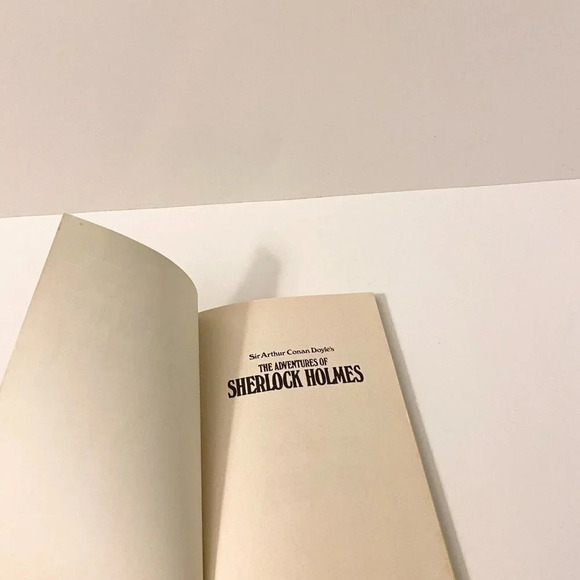 Sir Arthur Conan Doyle's
THE ADVENTURES OF
SHERLOCK HOLMES